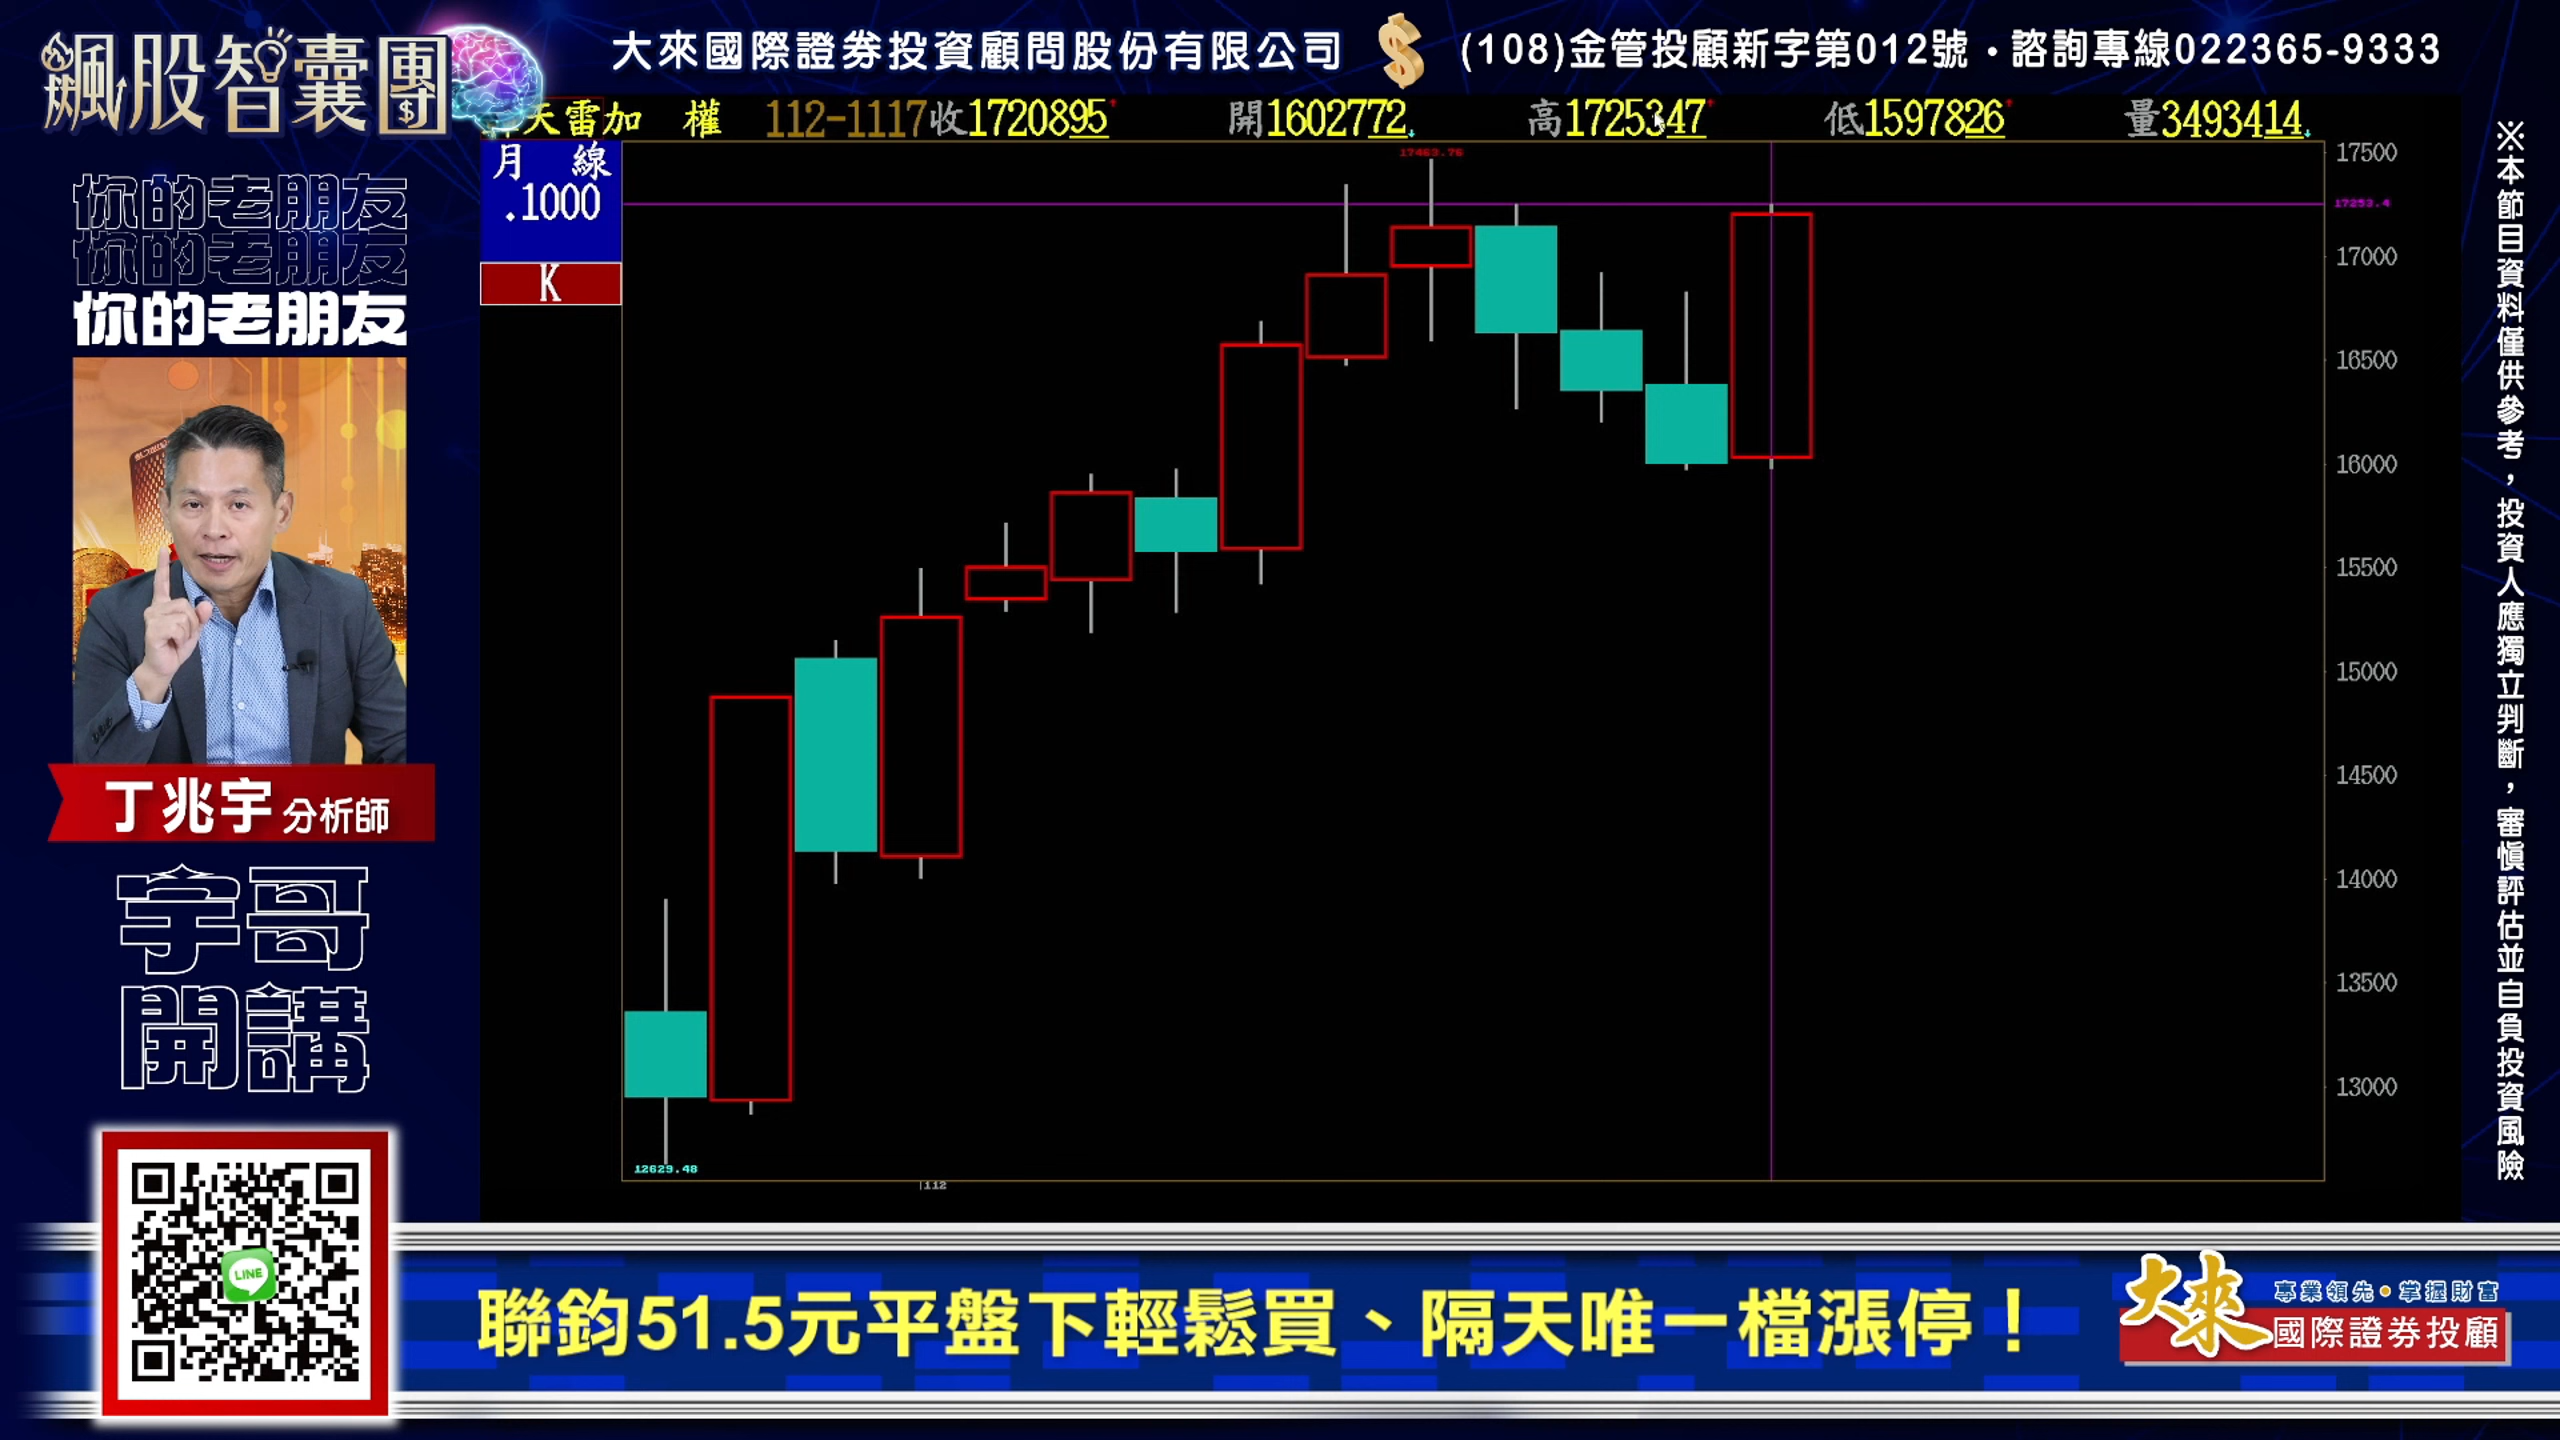 飆股智囊團
大來國際證券投資顧問股份有限公司
(108)金管投顧新字第012號・諮詢專線022365-9333
天雷加 權 112-1117收1720895 開1602772 高1725347 低1597826 量3493414
月 線
.1000
K
你的老朋友
你的老朋友
你的老朋友
丁兆宇 分析師
宇哥
開講
17463.76
12629.48
112
17500
17253.4
17000
16500
16000
15500
15000
14500
14000
13500
13000
※本節目資料僅供參考，投資人應獨立判斷，審慎評估並自負投資風險
LINE
聯鈞51.5元平盤下輕鬆買、隔天唯一檔漲停！
大來
專業領先•掌握財富
國際證券投顧